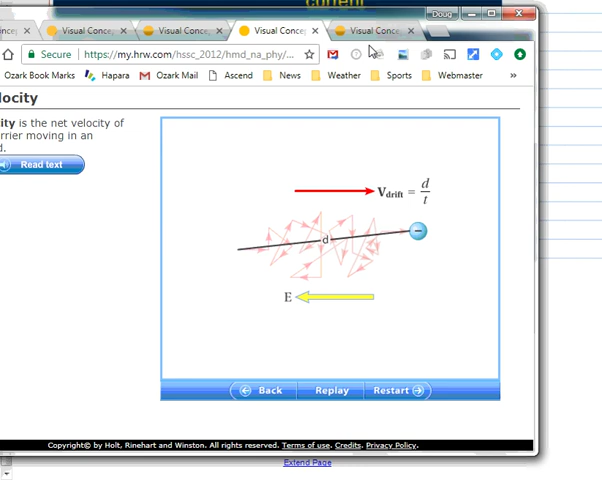 current
Doug
nce
Visual Conce
Visual Conce
Visual Conce
Visual Conce
Secure
https://my.hrw.com/hssc_2012/hmd_na_phy/...
Ozark Book Marks
Hapara
Ozark Mail
Ascend
News
Weather
Sports
Webmaster
»
locity
ity is the net velocity of
rrier moving in an
d.
Read text
Vdrift = d/t
d
−
E
Back
Replay
Restart
Copyright© by Holt, Rinehart and Winston. All rights reserved. Terms of use. Credits. Privacy Policy.
Extend Page